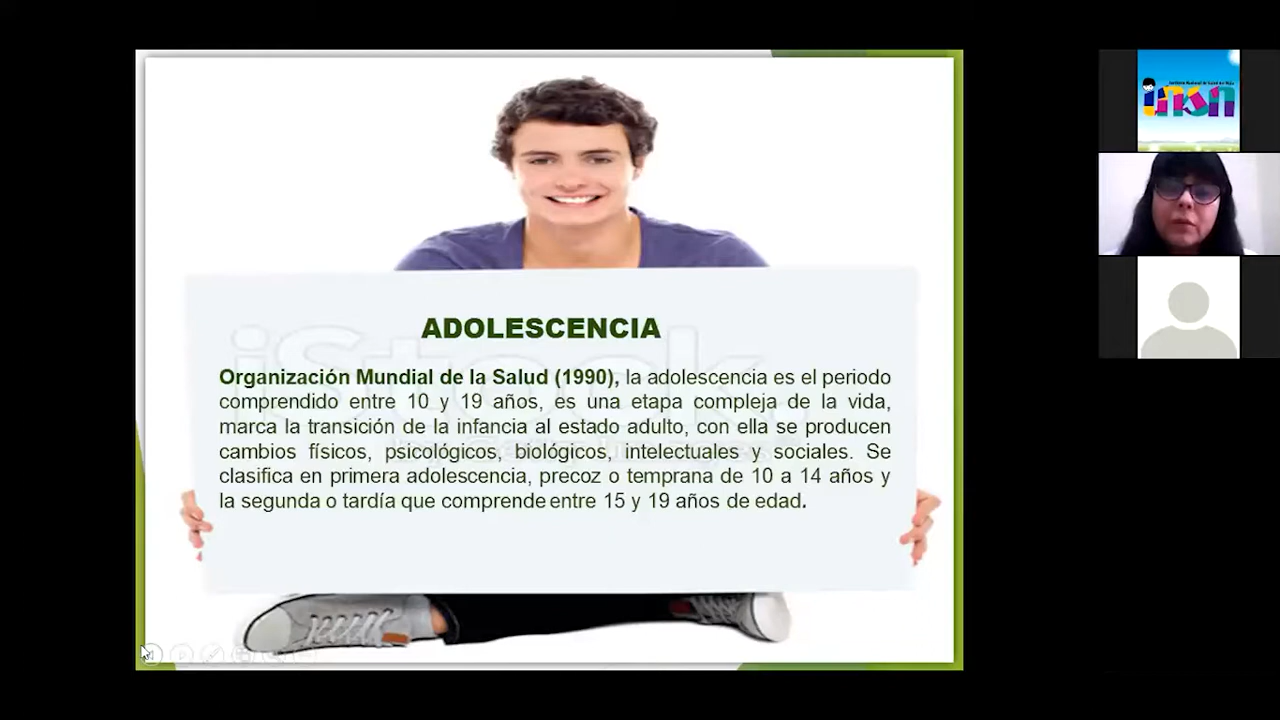 ADOLESCENCIA
Organización Mundial de la Salud (1990), la adolescencia es el periodo
comprendido entre 10 y 19 años, es una etapa compleja de la vida,
marca la transición de la infancia al estado adulto, con ella se producen
cambios físicos, psicológicos, biológicos, intelectuales y sociales. Se
clasifica en primera adolescencia, precoz o temprana de 10 a 14 años y
la segunda o tardía que comprende entre 15 y 19 años de edad.
iStock
insn